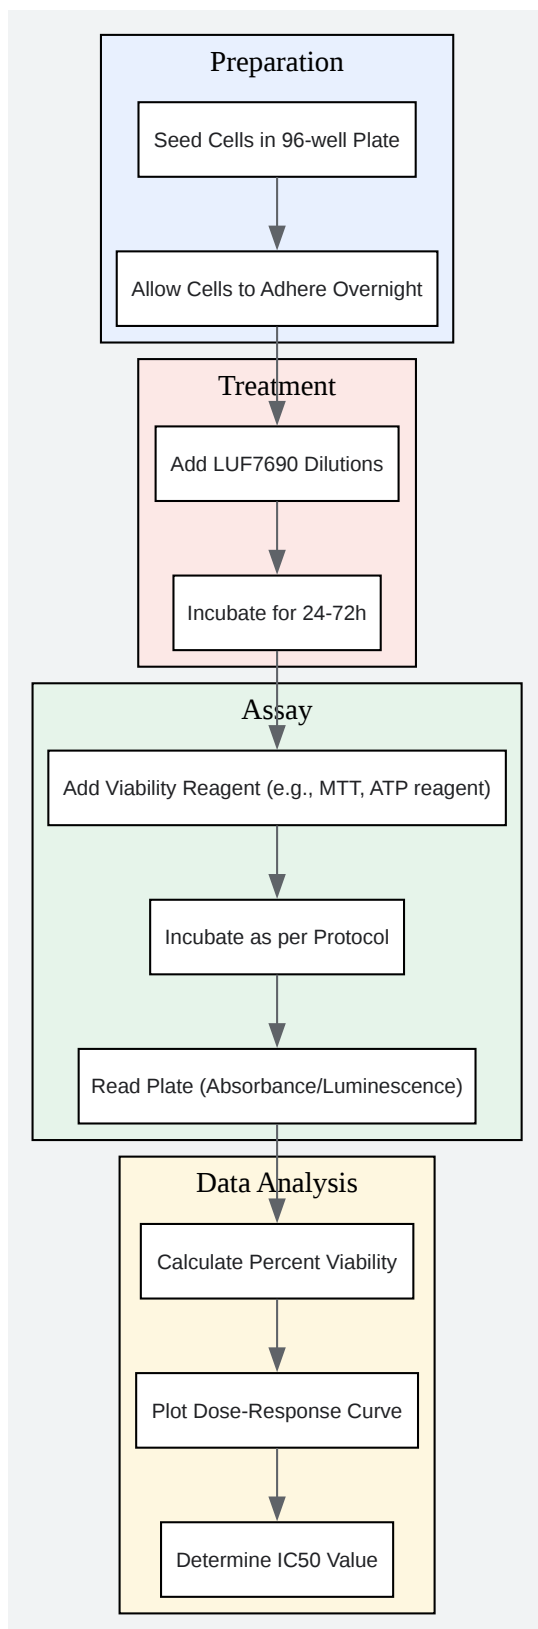 Preparation
Seed Cells in 96-well Plate
Allow Cells to Adhere Overnight
Treatment
Add LUF7690 Dilutions
Incubate for 24-72h
Assay
Add Viability Reagent (e.g., MTT, ATP reagent)
Incubate as per Protocol
Read Plate (Absorbance/Luminescence)
Data Analysis
Calculate Percent Viability
Plot Dose-Response Curve
Determine IC50 Value